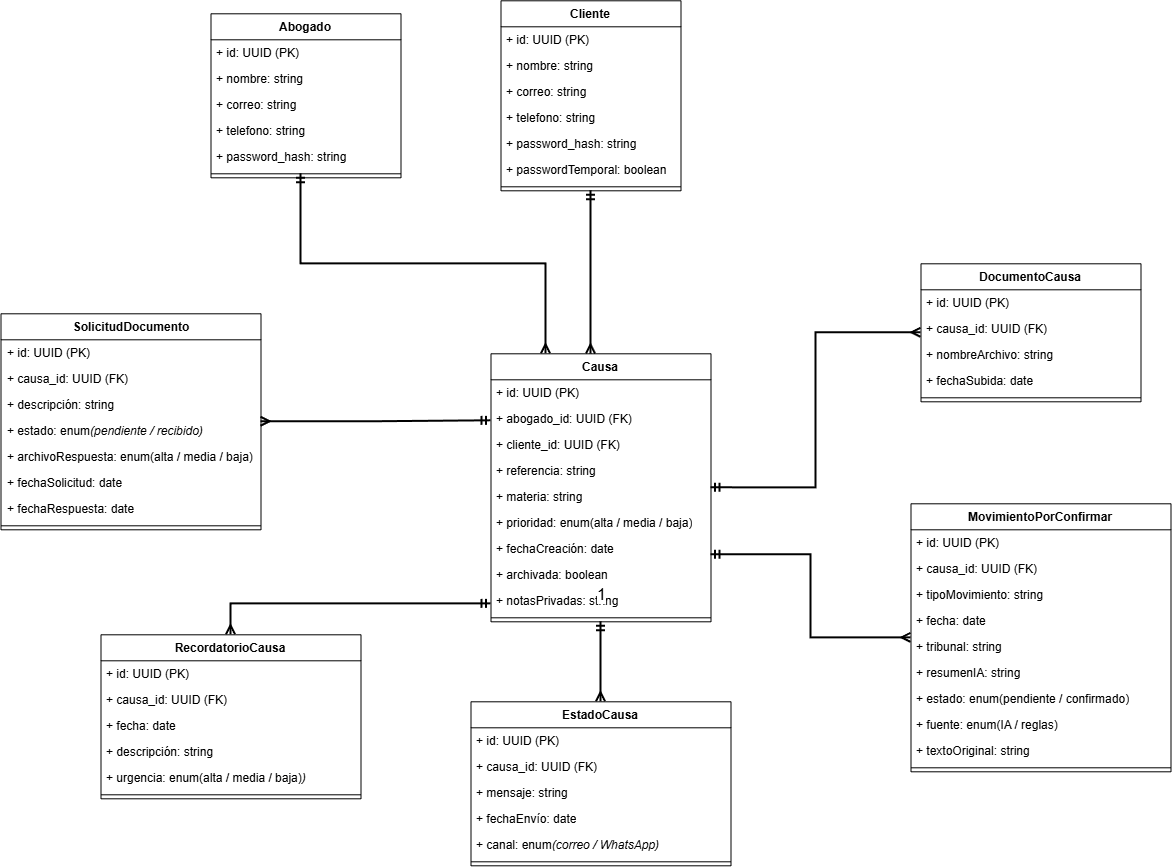 Abogado
+ id: UUID (PK)
+ nombre: string
+ correo: string
+ telefono: string
+ password_hash: string
Cliente
+ id: UUID (PK)
+ nombre: string
+ correo: string
+ telefono: string
+ password_hash: string
+ passwordTemporal: boolean
SolicitudDocumento
+ id: UUID (PK)
+ causa_id: UUID (FK)
+ descripción: string
+ estado: enum(pendiente / recibido)
+ archivoRespuesta: enum(alta / media / baja)
+ fechaSolicitud: date
+ fechaRespuesta: date
Causa
+ id: UUID (PK)
+ abogado_id: UUID (FK)
+ cliente_id: UUID (FK)
+ referencia: string
+ materia: string
+ prioridad: enum(alta / media / baja)
+ fechaCreación: date
+ archivada: boolean
+ notasPrivadas: string
1
DocumentoCausa
+ id: UUID (PK)
+ causa_id: UUID (FK)
+ nombreArchivo: string
+ fechaSubida: date
MovimientoPorConfirmar
+ id: UUID (PK)
+ causa_id: UUID (FK)
+ tipoMovimiento: string
+ fecha: date
+ tribunal: string
+ resumenIA: string
+ estado: enum(pendiente / confirmado)
+ fuente: enum(IA / reglas)
+ textoOriginal: string
RecordatorioCausa
+ id: UUID (PK)
+ causa_id: UUID (FK)
+ fecha: date
+ descripción: string
+ urgencia: enum(alta / media / baja))
EstadoCausa
+ id: UUID (PK)
+ causa_id: UUID (FK)
+ mensaje: string
+ fechaEnvío: date
+ canal: enum(correo / WhatsApp)